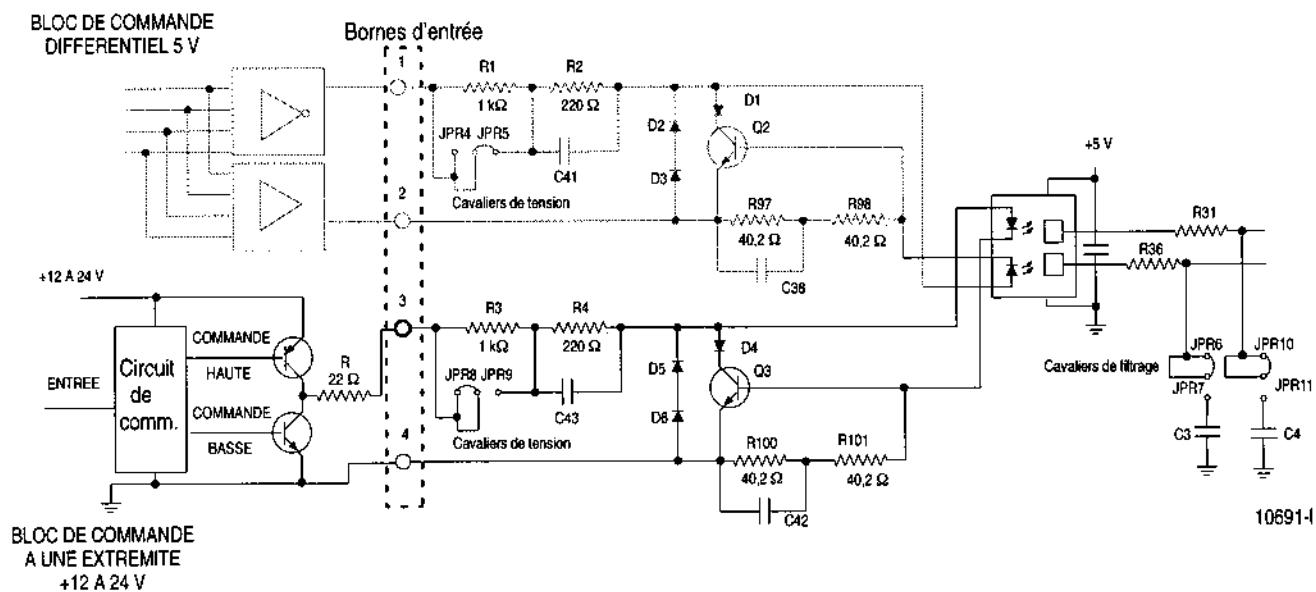 BLOC DE COMMANDE
DIFFERENTIEL 5 V
Bornes d'entrée
1
R1
1 kΩ
R2
220 Ω
JPR4
JPR5
C41
Cavaliers de tension
D1
D2
Q2
D3
2
R97
40,2 Ω
R98
40,2 Ω
C38
+5 V
R31
R36
+12 A 24 V
COMMANDE
HAUTE
Circuit
de
comm.
ENTREE
COMMANDE
BASSE
R
22 Ω
3
R3
1 kΩ
R4
220 Ω
JPR8
JPR9
C43
Cavaliers de tension
D4
D5
Q3
D6
4
R100
40,2 Ω
R101
40,2 Ω
C42
Cavaliers de filtrage
JPR6
JPR10
JPR7
JPR11
C3
C4
BLOC DE COMMANDE
A UNE EXTREMITE
+12 A 24 V
10691-I